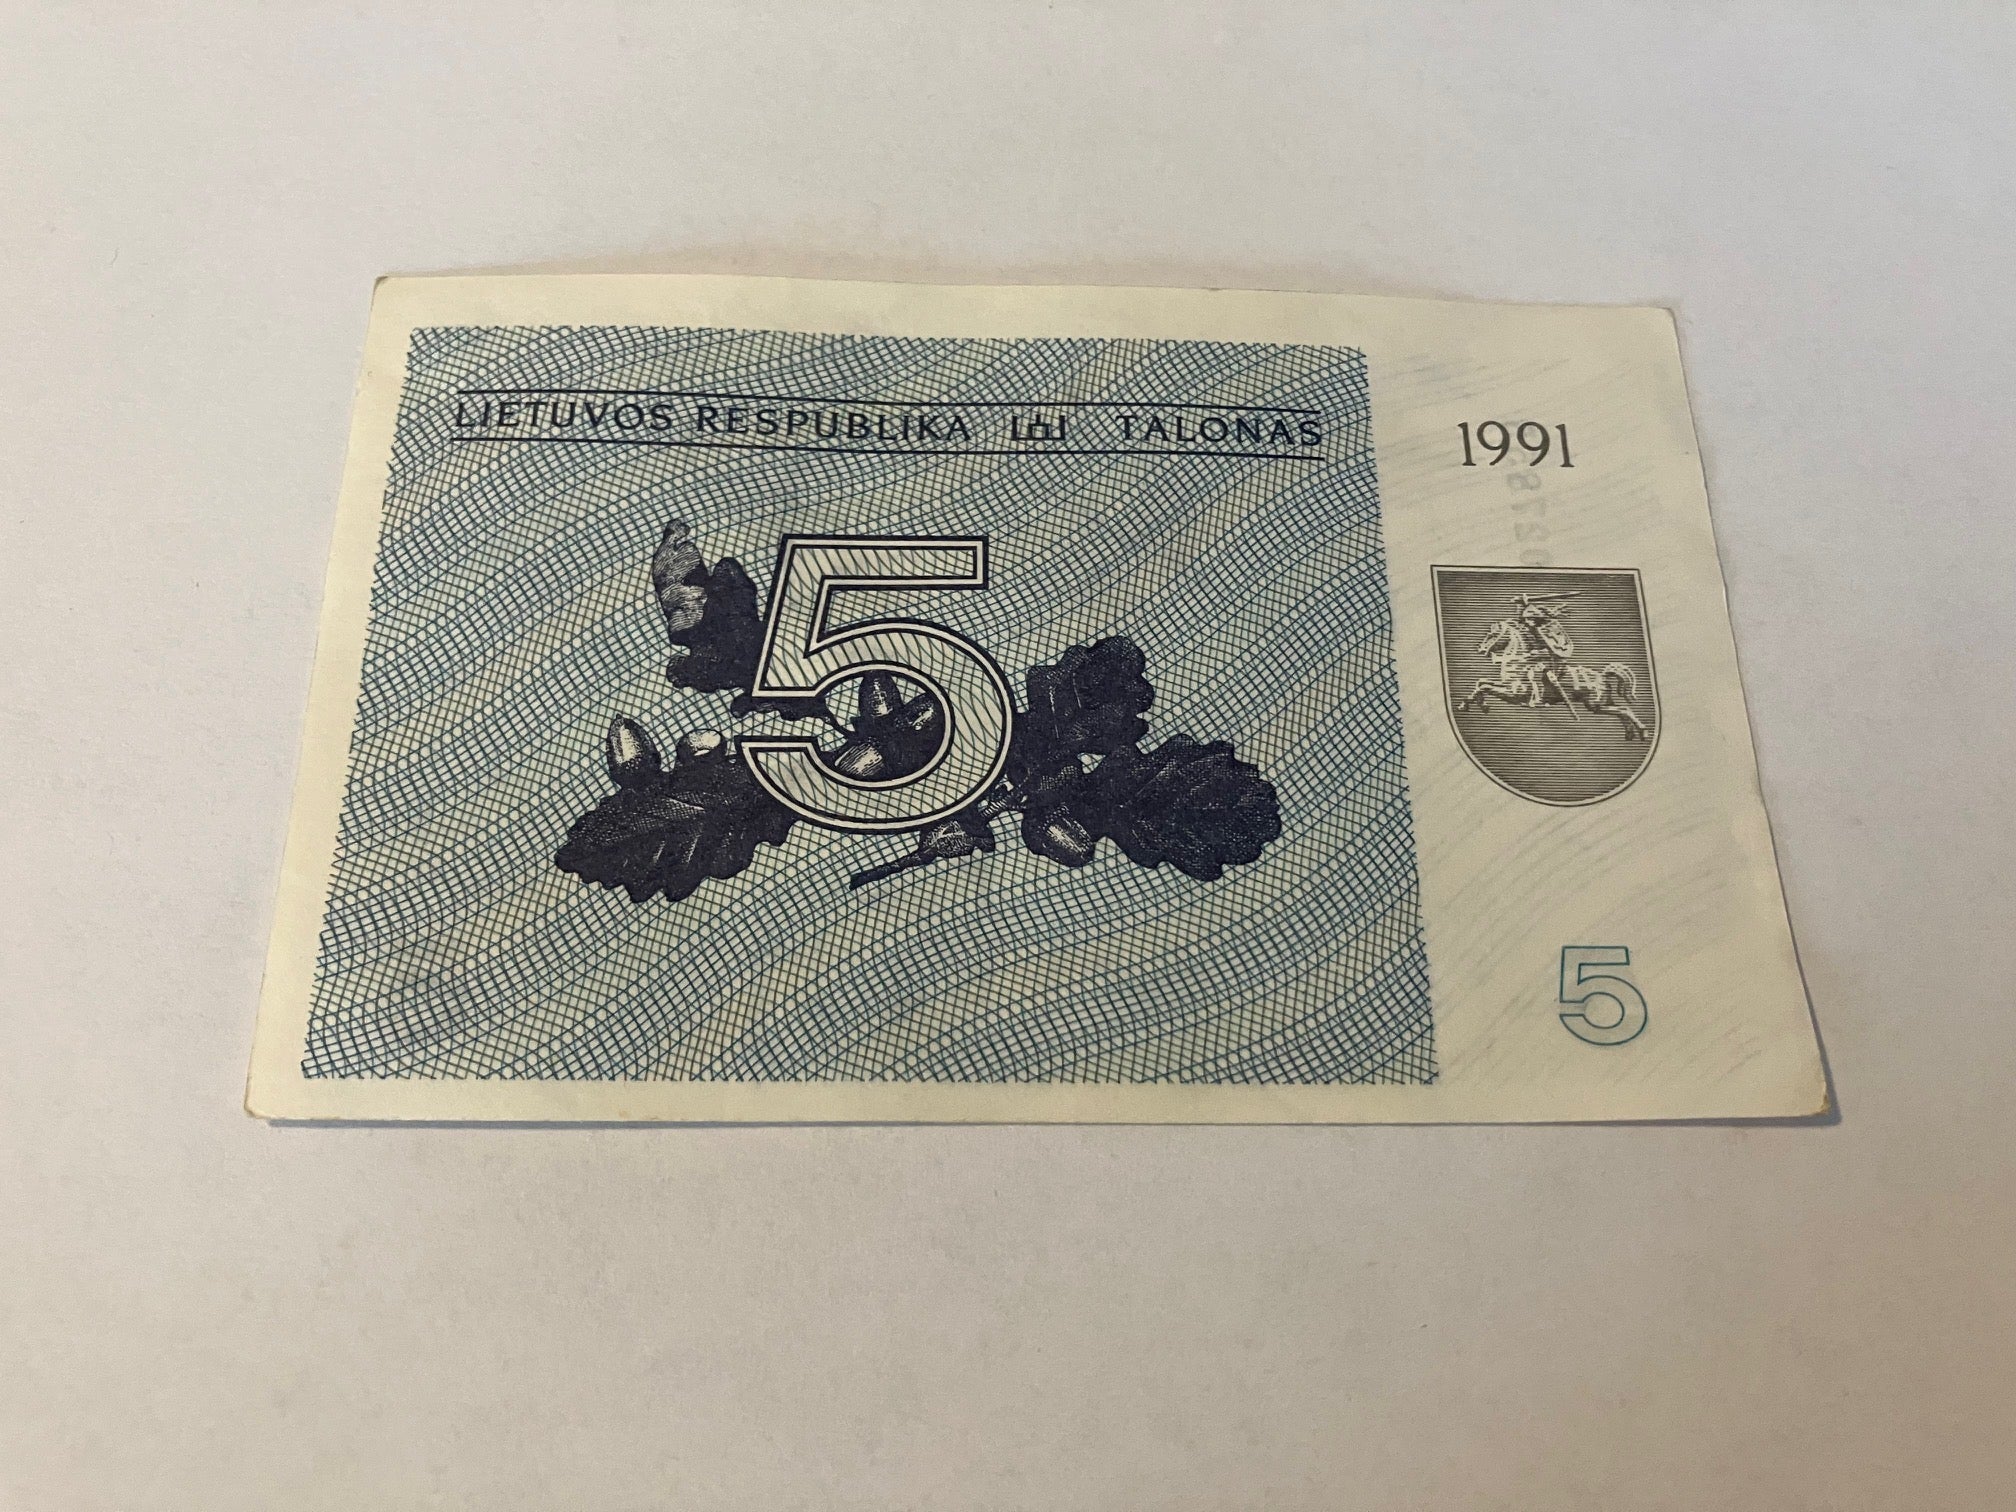 LIETUVOS RESPUBLIKA TALONAS
1991
5
5